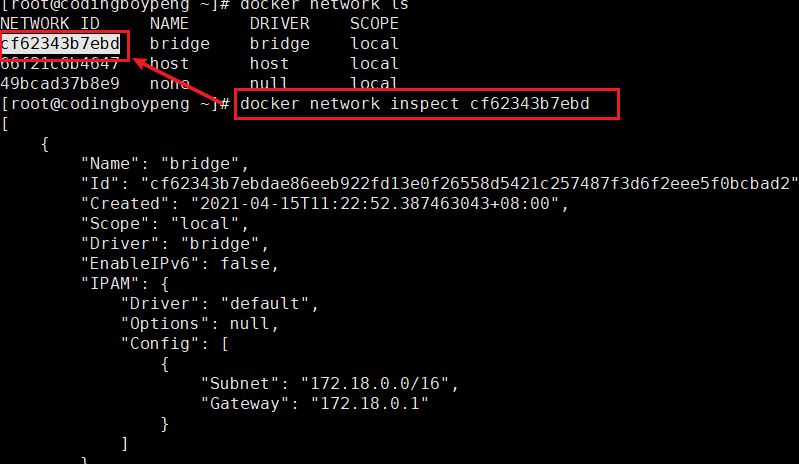 [root@codingboypeng ~]# docker network ls
NETWORK ID     NAME      DRIVER    SCOPE
cf62343b7ebd   bridge    bridge    local
66f21c6b4647   host      host      local
49bcad37b8e9   none      null      local
[root@codingboypeng ~]# docker network inspect cf62343b7ebd
[
    {
        "Name": "bridge",
        "Id": "cf62343b7ebdae86eeb922fd13e0f26558d5421c257487f3d6f2eee5f0bcbad2"
        "Created": "2021-04-15T11:22:52.387463043+08:00",
        "Scope": "local",
        "Driver": "bridge",
        "EnableIPv6": false,
        "IPAM": {
            "Driver": "default",
            "Options": null,
            "Config": [
                {
                    "Subnet": "172.18.0.0/16",
                    "Gateway": "172.18.0.1"
                }
            ]
        }